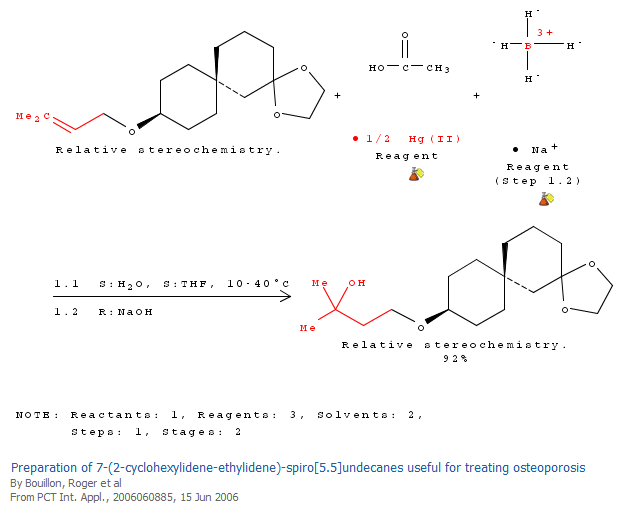 H⁻
3+
O
⁻H B H⁻
HO C CH3
O
+ +
O
H⁻
Me2C
O
Relative stereochemistry.
● 1/2 Hg(II)
Reagent
● Na+
Reagent
(Step 1.2)
1.1 S:H2O, S:THF, 10-40°C
1.2 R:NaOH
Me OH
O
O
Me
O
Relative stereochemistry.
92%
NOTE: Reactants: 1, Reagents: 3, Solvents: 2,
Steps: 1, Stages: 2
Preparation of 7-(2-cyclohexylidene-ethylidene)-spiro[5.5]undecanes useful for treating osteoporosis
By Bouillon, Roger et al
From PCT Int. Appl., 2006060885, 15 Jun 2006